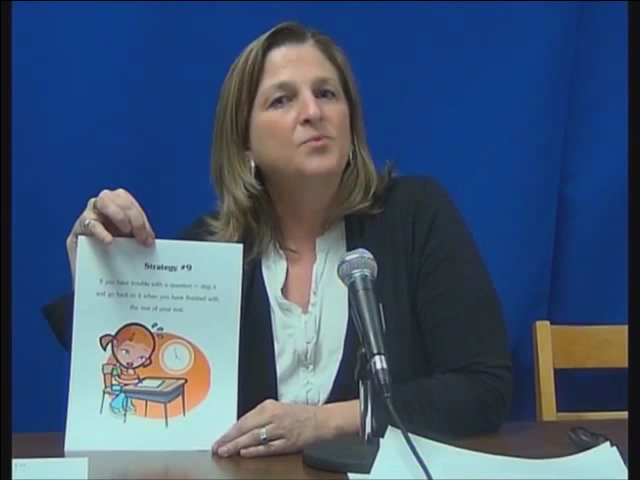 Strategy #9
If you have trouble with a question - skip it
and go back to it when you have finished with
the rest of your test.